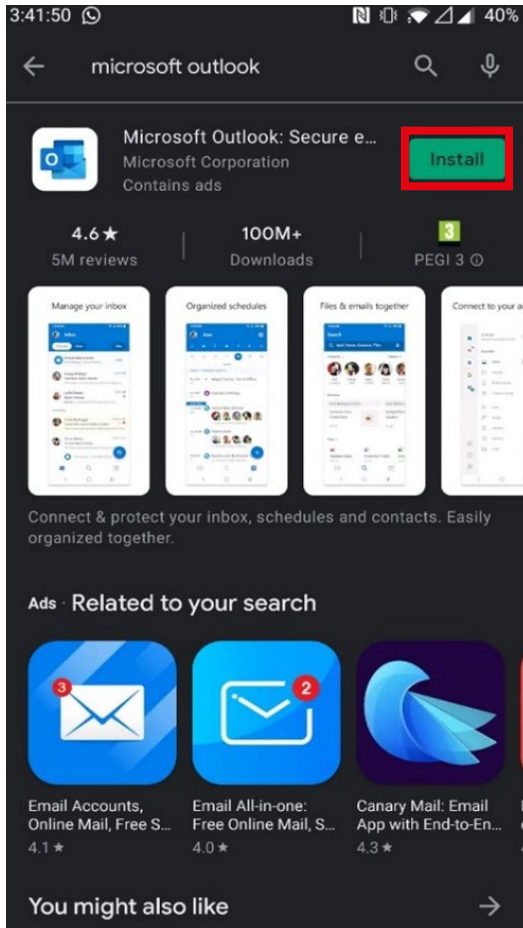 3:41:50
40%
microsoft outlook
Microsoft Outlook: Secure e...
Microsoft Corporation
Contains ads
Install
4.6★
5M reviews
100M+
Downloads
3
PEGI 3
Manage your inbox
Organized schedules
Files & emails together
Connect to your a
Connect & protect your inbox, schedules and contacts. Easily
organized together.
Ads · Related to your search
3
2
Email Accounts,
Online Mail, Free S...
4.1★
Email All-in-one:
Free Online Mail, S...
4.0★
Canary Mail: Email
App with End-to-En...
4.3★
You might also like